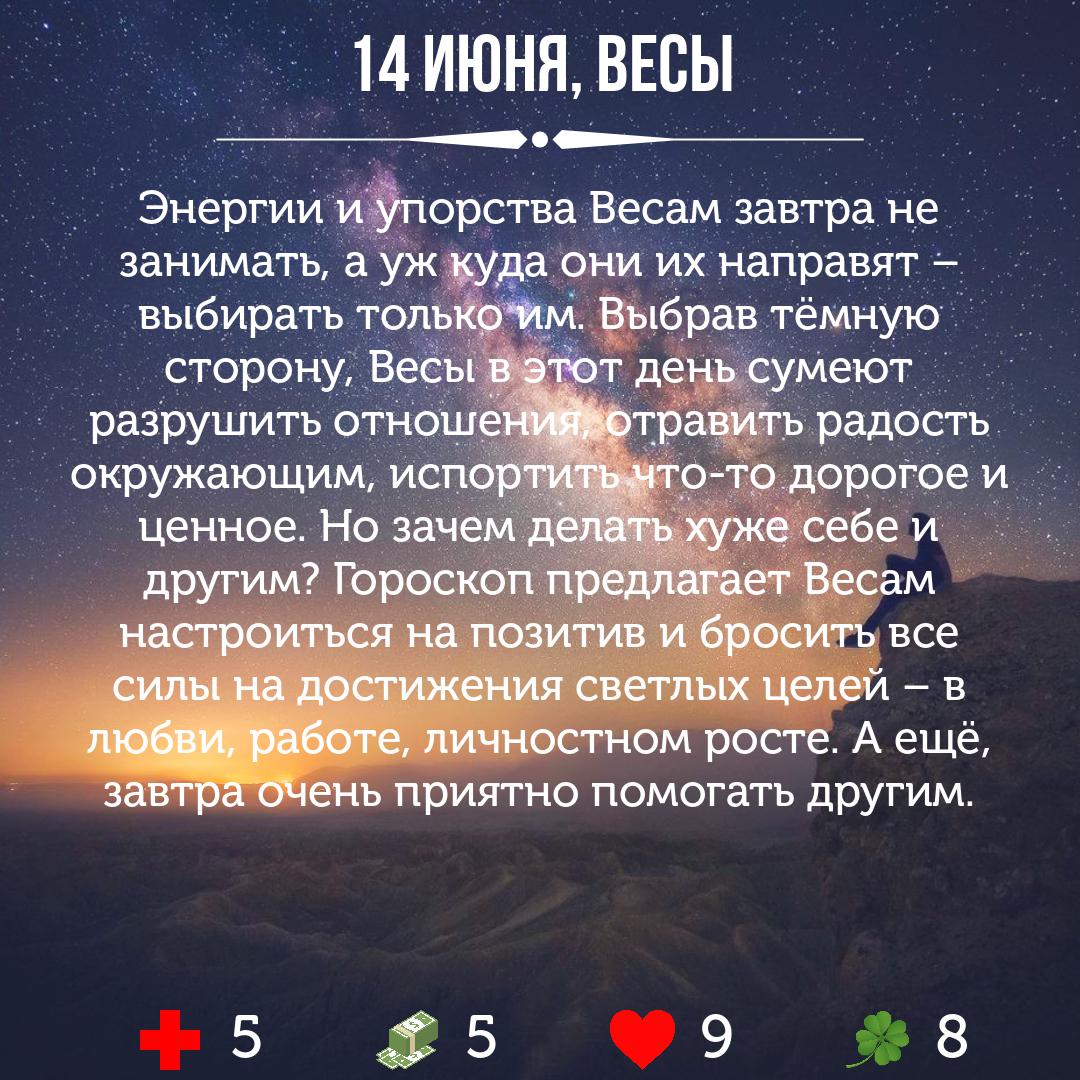 14 ИЮНЯ, ВЕСЫ
Энергии и упорства Весам завтра не
занимать, а уж куда они их направят –
выбирать только им. Выбрав тёмную
сторону, Весы в этот день сумеют
разрушить отношения, отравить радость
окружающим, испортить что-то дорогое и
ценное. Но зачем делать хуже себе и
другим? Гороскоп предлагает Весам
настроиться на позитив и бросить все
силы на достижения светлых целей – в
любви, работе, личностном росте. А ещё,
завтра очень приятно помогать другим.
5 5 9 8